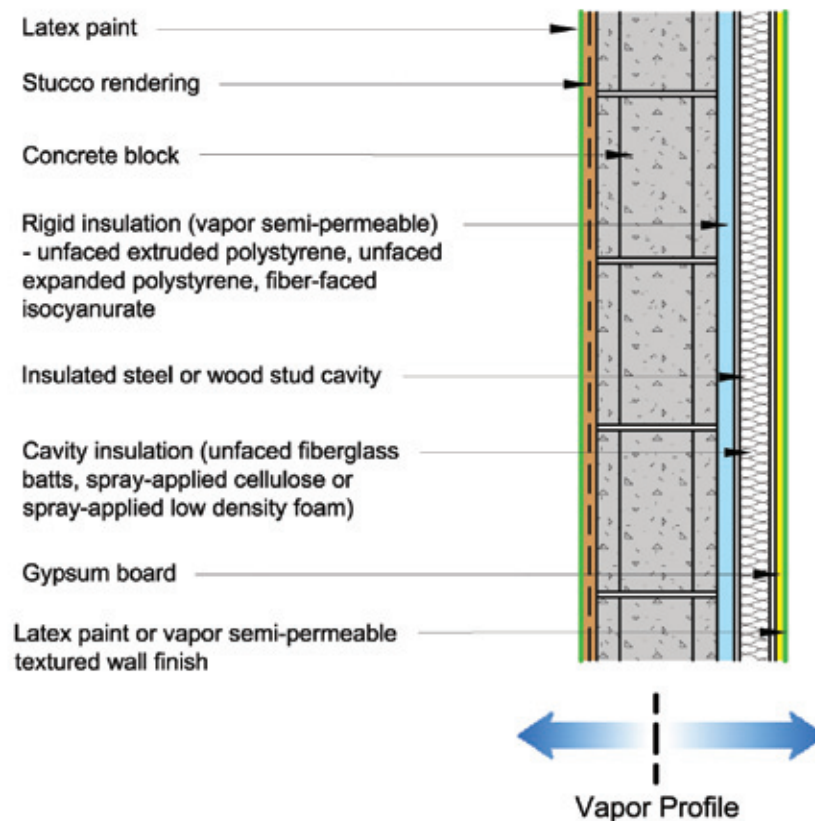 Latex paint
Stucco rendering
Concrete block
Rigid insulation (vapor semi-permeable)
- unfaced extruded polystyrene, unfaced
expanded polystyrene, fiber-faced
isocyanurate
Insulated steel or wood stud cavity
Cavity insulation (unfaced fiberglass
batts, spray-applied cellulose or
spray-applied low density foam)
Gypsum board
Latex paint or vapor semi-permeable
textured wall finish
Vapor Profile